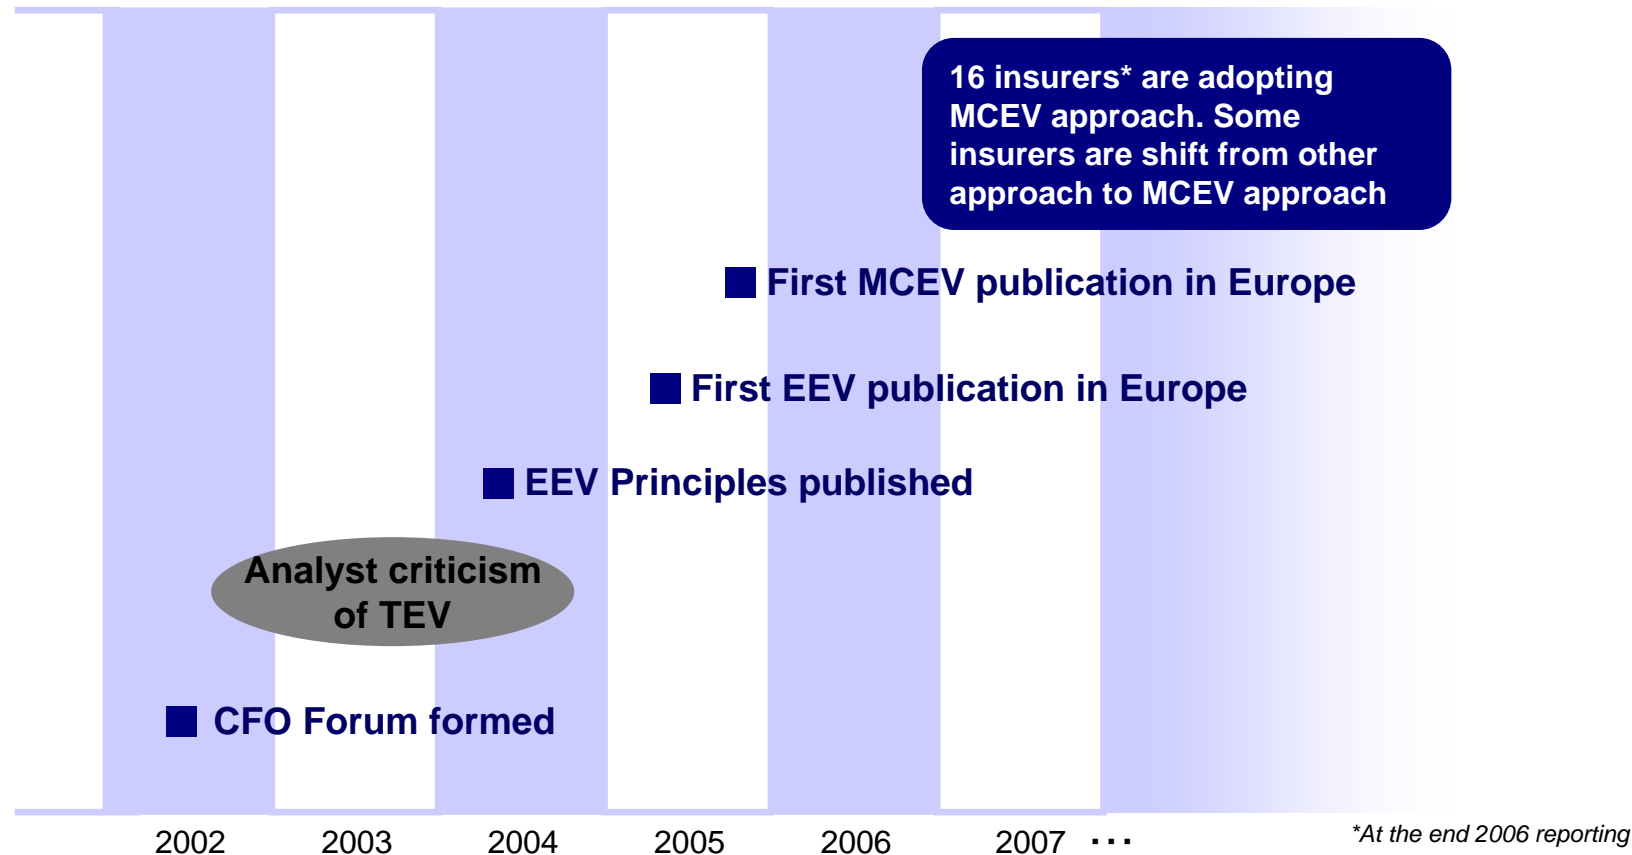 16 insurers* are adopting
MCEV approach. Some
insurers are shift from other
approach to MCEV approach
First MCEV publication in Europe
First EEV publication in Europe
EEV Principles published
Analyst criticism
of TEV
CFO Forum formed
2002 2003 2004 2005 2006 2007 ...
*At the end 2006 reporting